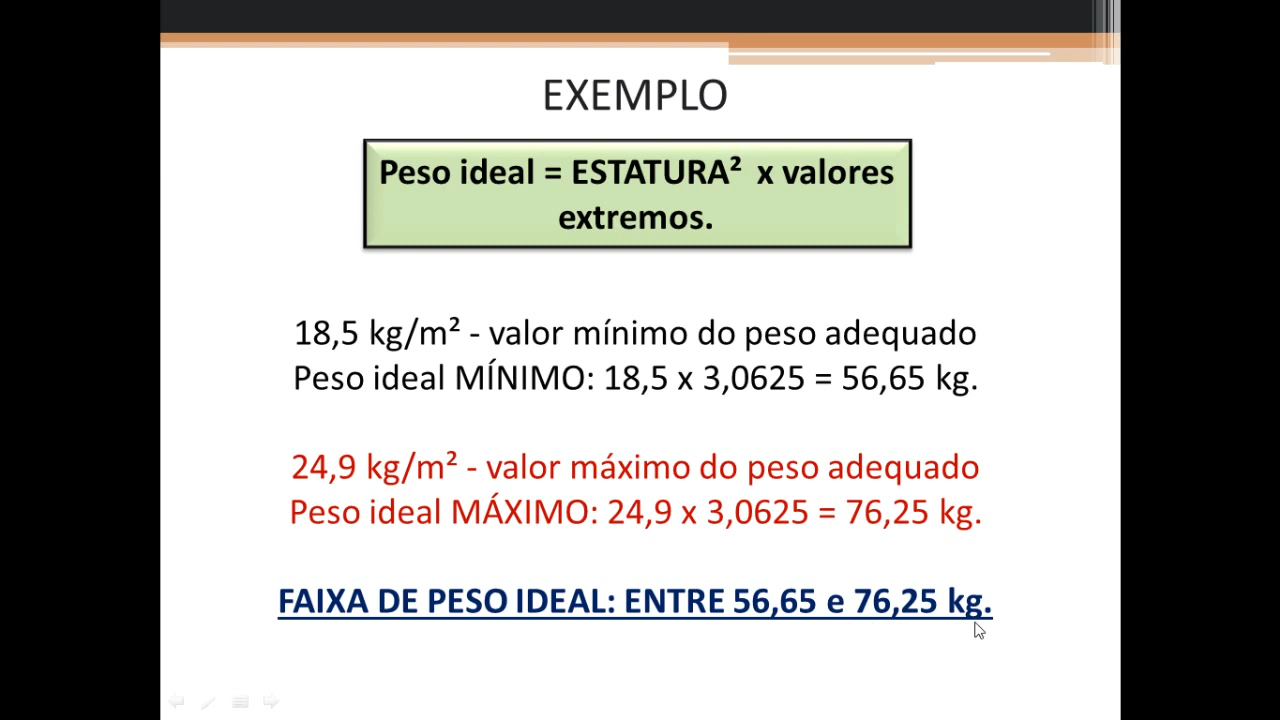 EXEMPLO
Peso ideal = ESTATURA² x valores
extremos.
18,5 kg/m² - valor mínimo do peso adequado
Peso ideal MÍNIMO: 18,5 x 3,0625 = 56,65 kg.
24,9 kg/m² - valor máximo do peso adequado
Peso ideal MÁXIMO: 24,9 x 3,0625 = 76,25 kg.
FAIXA DE PESO IDEAL: ENTRE 56,65 e 76,25 kg.